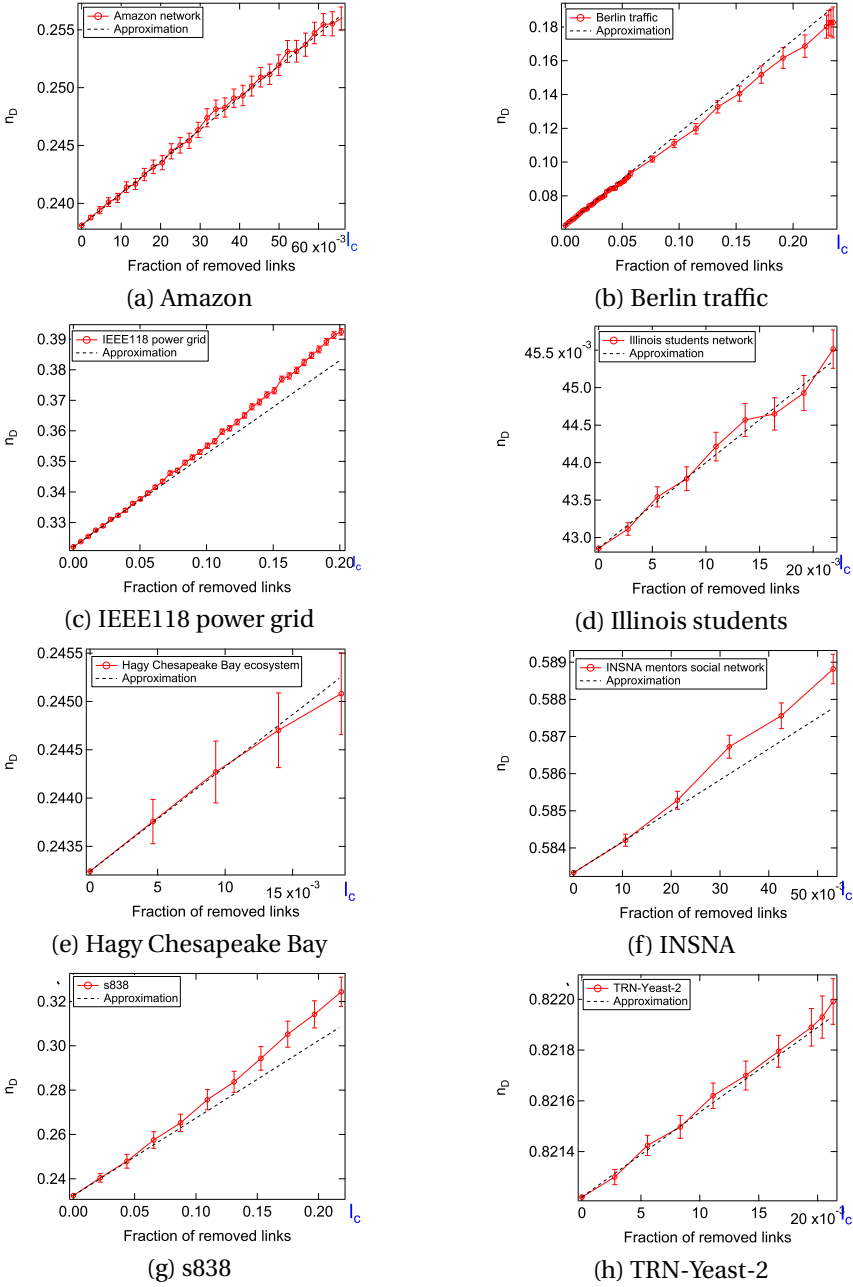 Amazon network
Approximation
0.255
0.250
0.245
0.240
n_D
0
10
20
30
40
50
60 x10^-3
l_c
Fraction of removed links
(a) Amazon
Berlin traffic
Approximation
0.18
0.16
0.14
0.12
0.10
0.08
n_D
0.00
0.05
0.10
0.15
0.20
l_c
Fraction of removed links
(b) Berlin traffic
IEEE118 power grid
Approximation
0.39
0.38
0.37
0.36
0.35
0.34
0.33
n_D
0.00
0.05
0.10
0.15
0.20
l_c
Fraction of removed links
(c) IEEE118 power grid
Illinois students network
Approximation
45.5 x10^-3
45.0
44.5
44.0
43.5
43.0
n_D
0
5
10
15
20 x10^-3
l_c
Fraction of removed links
(d) Illinois students
Hagy Chesapeake Bay ecosystem
Approximation
0.2455
0.2450
0.2445
0.2440
0.2435
n_D
0
5
10
15 x10^-3
l_c
Fraction of removed links
(e) Hagy Chesapeake Bay
INSNA mentors social network
Approximation
0.589
0.588
0.587
0.586
0.585
0.584
n_D
0
10
20
30
40
50 x10^-3
l_c
Fraction of removed links
(f) INSNA
s838
Approximation
0.32
0.30
0.28
0.26
0.24
n_D
0.00
0.05
0.10
0.15
0.20
l_c
Fraction of removed links
(g) s838
TRN-Yeast-2
Approximation
0.8220
0.8218
0.8216
0.8214
n_D
0
5
10
15
20 x10^-3
l_c
Fraction of removed links
(h) TRN-Yeast-2